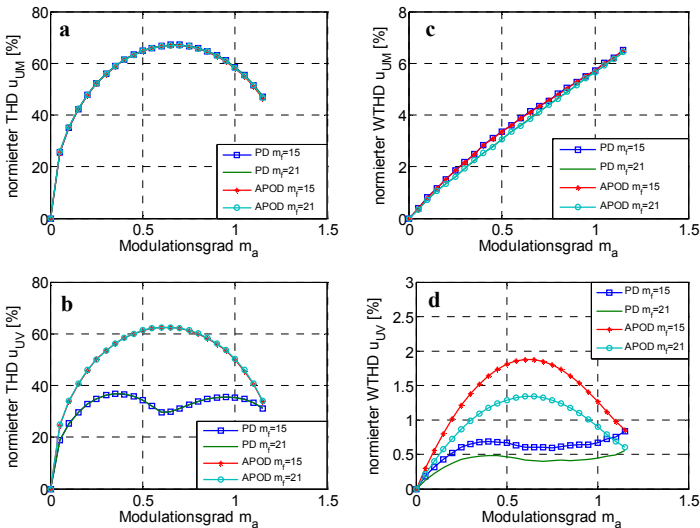 a
normierter THD u_UM [%]
80
60
40
20
0
0
0.5
1
1.5
Modulationsgrad m_a
PD m_f=15
PD m_f=21
APOD m_f=15
APOD m_f=21
c
normierter WTHD u_UM [%]
8
6
4
2
0
0
0.5
1
1.5
Modulationsgrad m_a
PD m_f=15
PD m_f=21
APOD m_f=15
APOD m_f=21
b
normierter THD u_UV [%]
80
60
40
20
0
0
0.5
1
1.5
Modulationsgrad m_a
PD m_f=15
PD m_f=21
APOD m_f=15
APOD m_f=21
d
normierter WTHD u_UV [%]
3
2.5
2
1.5
1
0.5
0
0
0.5
1
1.5
Modulationsgrad m_a
PD m_f=15
PD m_f=21
APOD m_f=15
APOD m_f=21